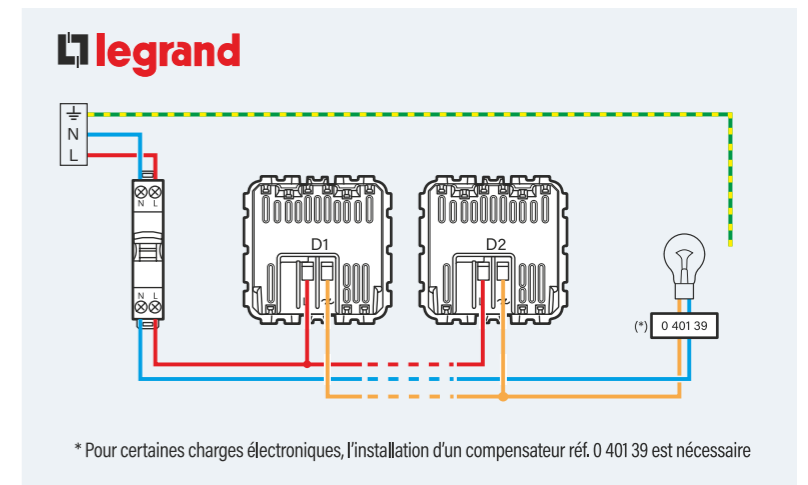 legrand
N
L
N L
D1
D2
N L
L
(*) 0 401 39
* Pour certaines charges électroniques, l'installation d'un compensateur réf. 0 401 39 est nécessaire